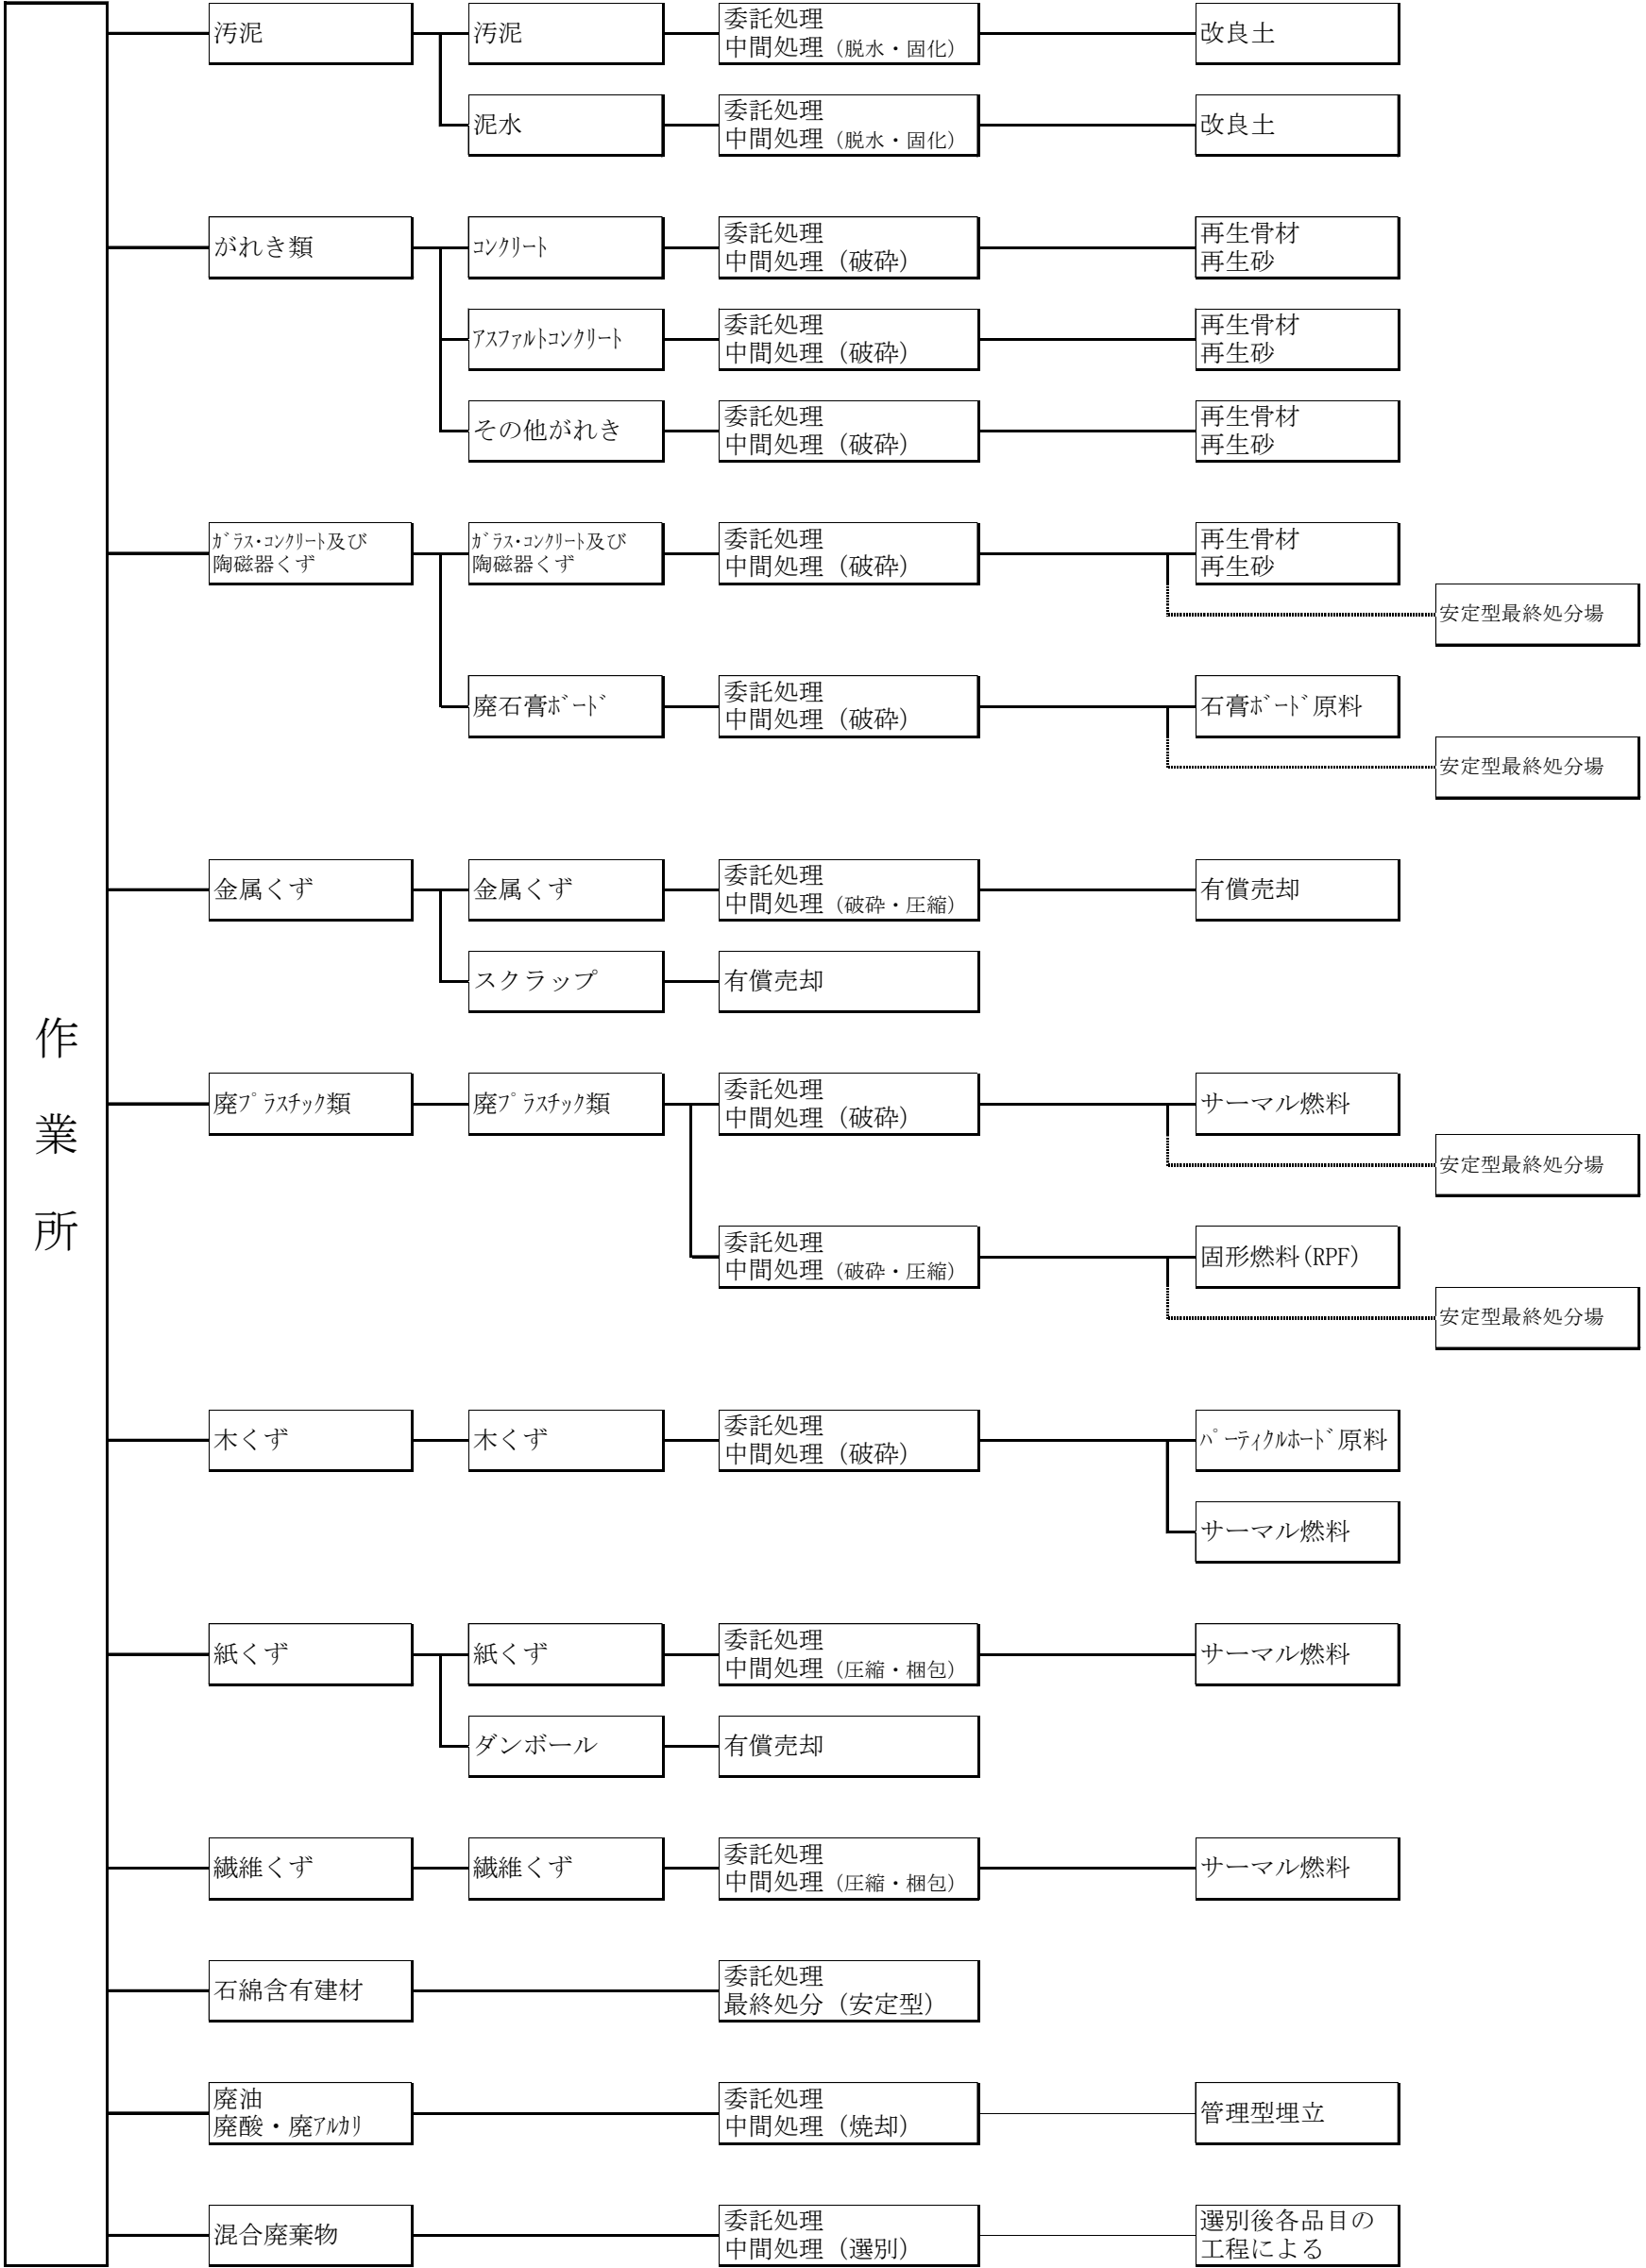 作業所
汚泥
汚泥
委託処理
中間処理（脱水・固化）
改良土
泥水
委託処理
中間処理（脱水・固化）
改良土
がれき類
ｺﾝｸﾘｰﾄ
委託処理
中間処理（破砕）
再生骨材
再生砂
ｱｽﾌｧﾙﾄｺﾝｸﾘｰﾄ
委託処理
中間処理（破砕）
再生骨材
再生砂
その他がれき
委託処理
中間処理（破砕）
再生骨材
再生砂
ｶﾞﾗｽ・ｺﾝｸﾘｰﾄ及び
陶磁器くず
ｶﾞﾗｽ・ｺﾝｸﾘｰﾄ及び
陶磁器くず
委託処理
中間処理（破砕）
再生骨材
再生砂
安定型最終処分場
廃石膏ﾎﾞｰﾄﾞ
委託処理
中間処理（破砕）
石膏ﾎﾞｰﾄﾞ原料
安定型最終処分場
金属くず
金属くず
委託処理
中間処理（破砕・圧縮）
有償売却
スクラップ
有償売却
廃ﾌﾟﾗｽﾁｯｸ類
廃ﾌﾟﾗｽﾁｯｸ類
委託処理
中間処理（破砕）
サーマル燃料
安定型最終処分場
委託処理
中間処理（破砕・圧縮）
固形燃料(RPF)
安定型最終処分場
木くず
木くず
委託処理
中間処理（破砕）
ﾊﾟｰﾃｨｸﾙﾎｰﾄﾞ原料
サーマル燃料
紙くず
紙くず
委託処理
中間処理（圧縮・梱包）
サーマル燃料
ダンボール
有償売却
繊維くず
繊維くず
委託処理
中間処理（圧縮・梱包）
サーマル燃料
石綿含有建材
委託処理
最終処分（安定型）
廃油
廃酸・廃ｱﾙｶﾘ
委託処理
中間処理（焼却）
管理型埋立
混合廃棄物
委託処理
中間処理（選別）
選別後各品目の
工程による